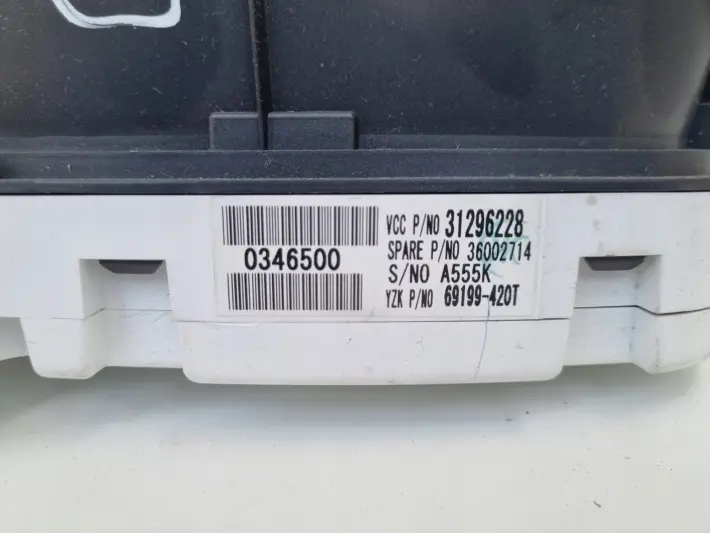 0346500
VCC P/NO 31296228
SPARE P/NO 36002714
S/NO A555K
YZK P/NO 69199-420T